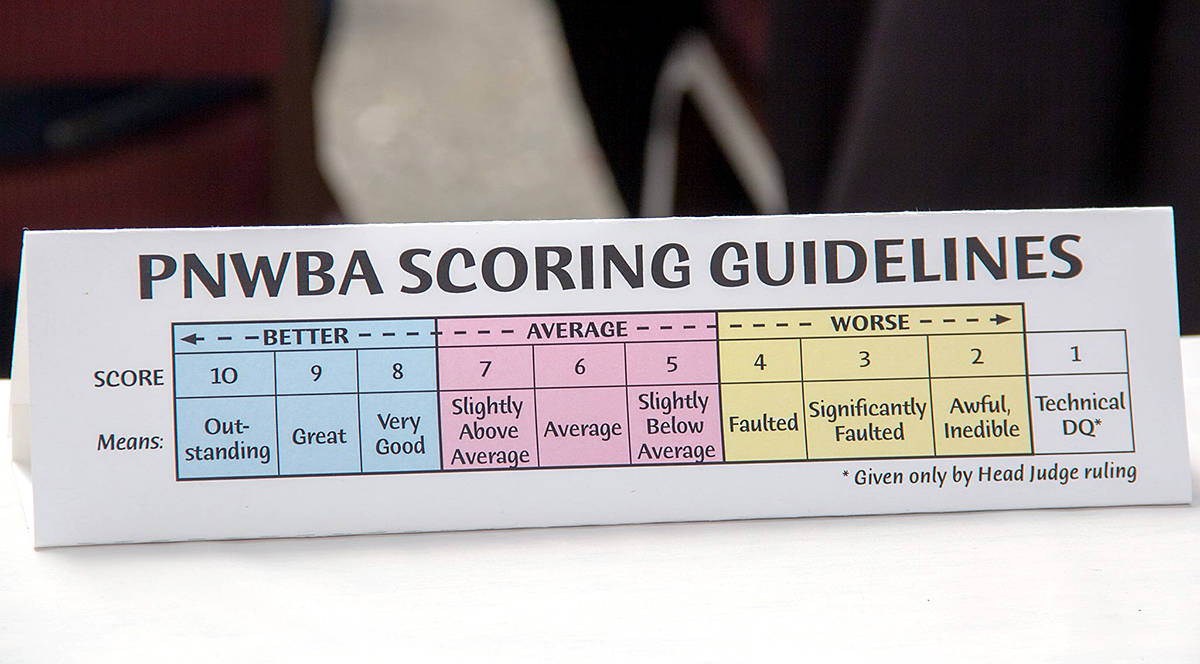 PNWBA SCORING GUIDELINES
BETTER AVERAGE WORSE
SCORE 10 9 8 7 6 5 4 3 2 1
Means: Out-standing Great Very Good Slightly Above Average Average Slightly Below Average Faulted Significantly Faulted Awful, Inedible Technical DQ*
* Given only by Head Judge ruling